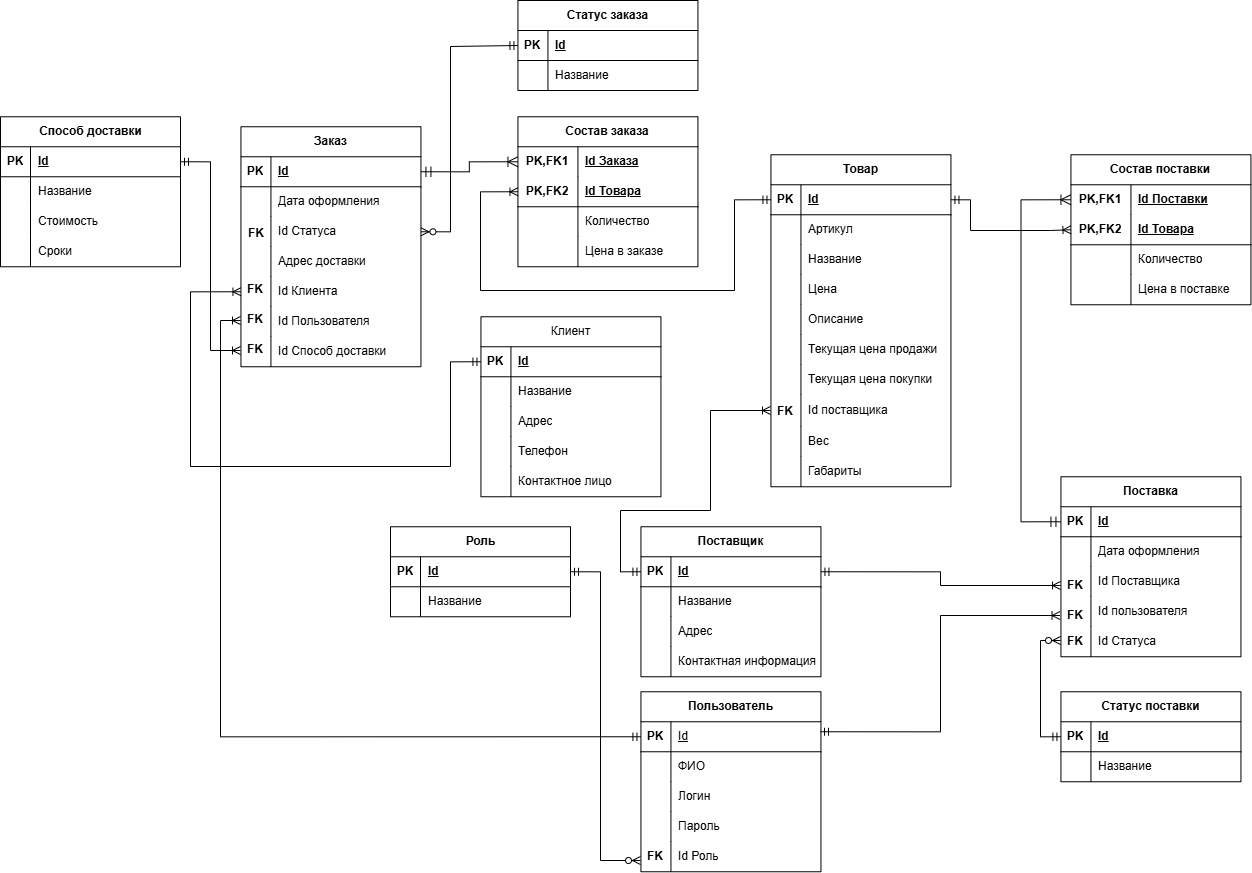 Статус заказа
PK Id
Название
Способ доставки
PK Id
Название
Стоимость
Сроки
Заказ
PK Id
Дата оформления
FK Id Статуса
Адрес доставки
FK Id Клиента
FK Id Пользователя
FK Id Способ доставки
Состав заказа
PK,FK1 Id Заказа
PK,FK2 Id Товара
Количество
Цена в заказе
Товар
PK Id
Артикул
Название
Цена
Описание
Текущая цена продажи
Текущая цена покупки
FK Id поставщика
Вес
Габариты
Состав поставки
PK,FK1 Id Поставки
PK,FK2 Id Товара
Количество
Цена в поставке
Клиент
PK Id
Название
Адрес
Телефон
Контактное лицо
Роль
PK Id
Название
Поставщик
PK Id
Название
Адрес
Контактная информация
Поставка
PK Id
Дата оформления
FK Id Поставщика
FK Id пользователя
FK Id Статуса
Пользователь
PK Id
ФИО
Логин
Пароль
FK Id Роль
Статус поставки
PK Id
Название